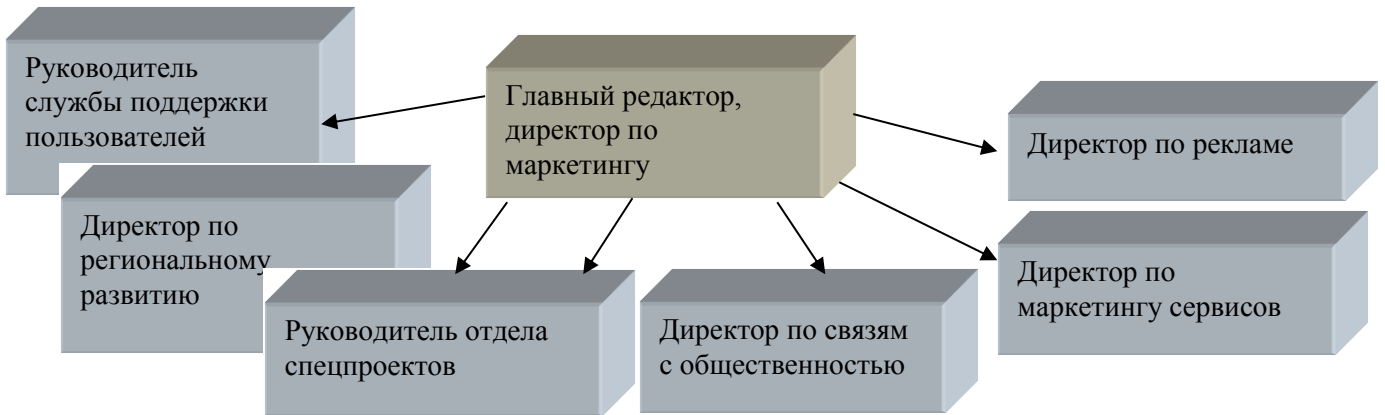 Руководитель
службы поддержки
пользователей
Главный редактор,
директор по
маркетингу
Директор по рекламе
Директор по
региональному
развитию
Руководитель отдела
спецпроектов
Директор по связям
с общественностью
Директор по
маркетингу сервисов